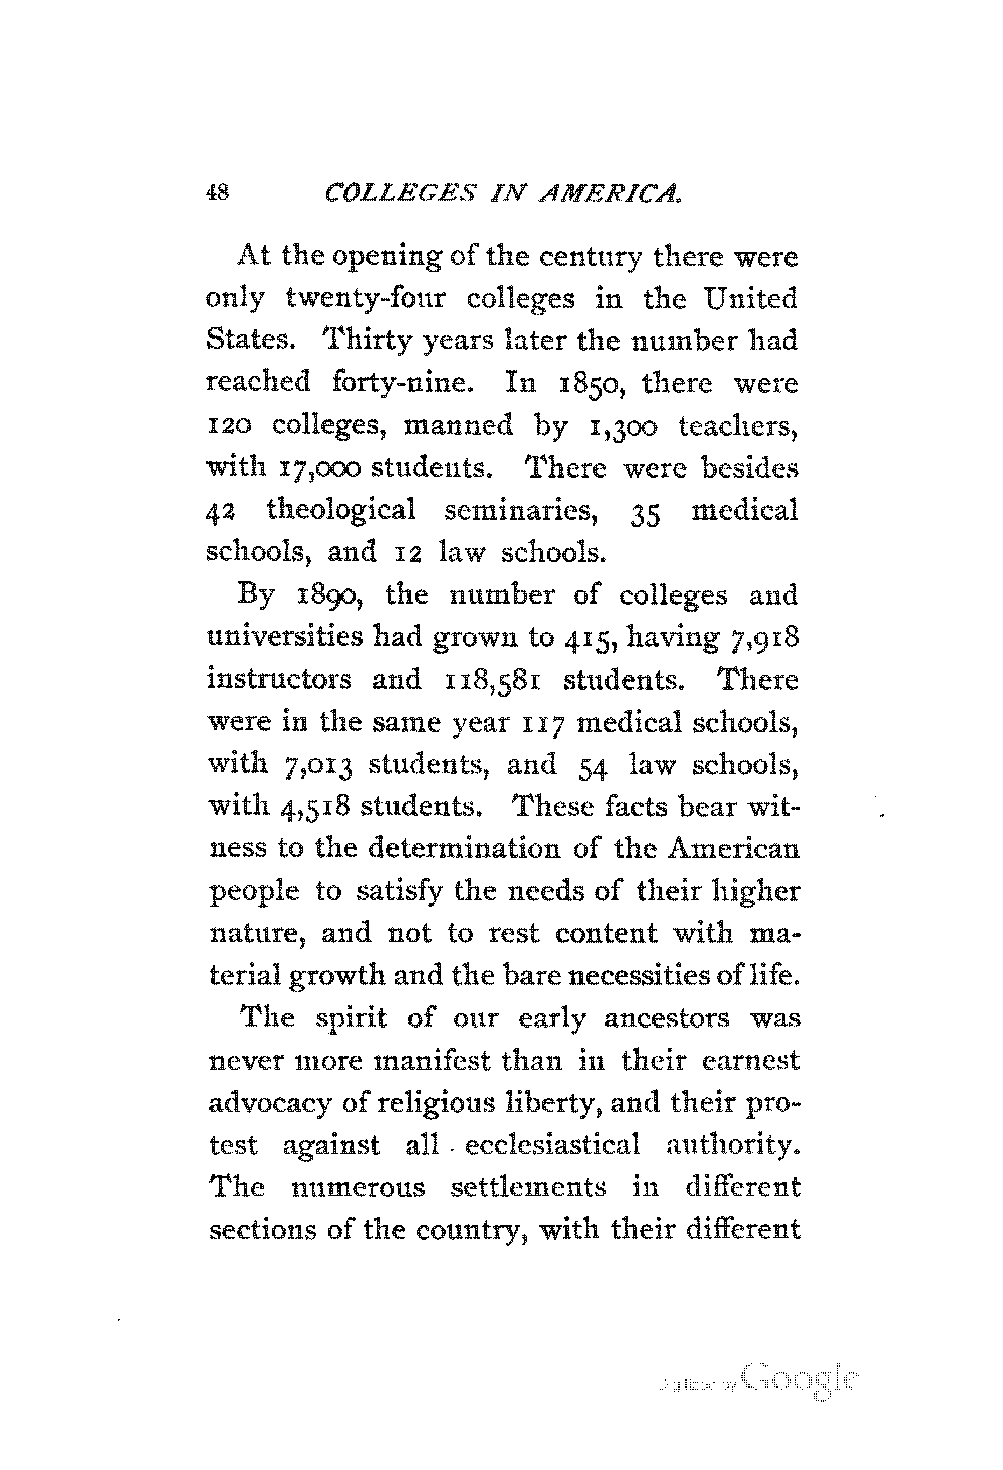 48 COLLEGES IN AMERICA.
At the opening of the century there were
only twenty-four colleges in the United
States. Thirty years later the number had
reached forty-nine. In 1850, there were
120 colleges, manned by 1,300 teachers,
with 17,000 students. There were besides
42 theological seminaries, 35 medical
schools, and 12 law schools.
By 1890, the number of colleges and
universities had grown to 415, having 7,918
instructors and 118,581 students. There
were in the same year 117 medical schools,
with 7,013 students, and 54 law schools,
with 4,518 students. These facts bear wit-
ness to the determination of the American
people to satisfy the needs of their higher
nature, and not to rest content with ma-
terial growth and the bare necessities of life.
The spirit of our early ancestors was
never more manifest than in their earnest
advocacy of religious liberty, and their pro-
test against all ecclesiastical authority.
The numerous settlements in different
sections of the country, with their different
Digitized by Google